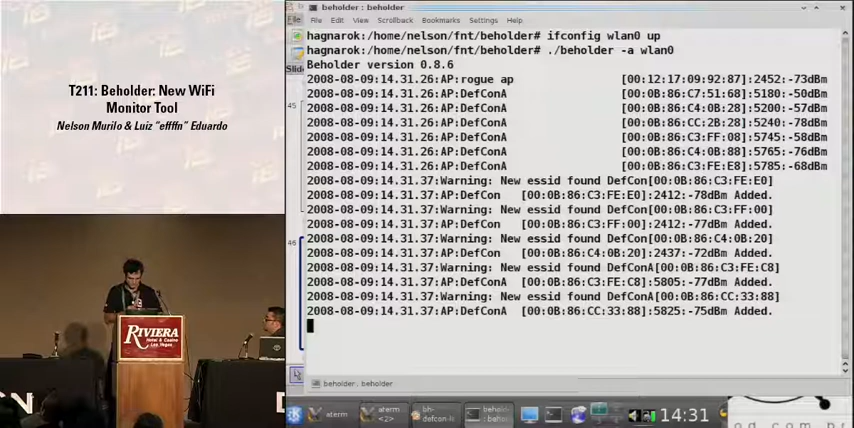 T211: Beholder: New WiFi
Monitor Tool
Nelson Murilo & Luiz "effffn" Eduardo
RIVIERA
Hotel & Casino
Las Vegas
beholder : beholder
File Edit View Scrollback Bookmarks Settings Help
hagnarok:/home/nelson/fnt/beholder# ifconfig wlan0 up
hagnarok:/home/nelson/fnt/beholder# ./beholder -a wlan0
Beholder version 0.8.6
2008-08-09:14.31.26:AP:rogue ap [00:12:17:09:92:87]:2452:-73dBm
2008-08-09:14.31.26:AP:DefConA [00:0B:86:C7:51:68]:5180:-50dBm
2008-08-09:14.31.26:AP:DefConA [00:0B:86:C4:0B:28]:5200:-57dBm
2008-08-09:14.31.26:AP:DefConA [00:0B:86:CC:2B:28]:5240:-78dBm
2008-08-09:14.31.26:AP:DefConA [00:0B:86:C3:FF:08]:5745:-58dBm
2008-08-09:14.31.26:AP:DefConA [00:0B:86:C4:0B:88]:5765:-76dBm
2008-08-09:14.31.26:AP:DefConA [00:0B:86:C3:FE:E8]:5785:-68dBm
2008-08-09:14.31.37:Warning: New essid found DefCon[00:0B:86:C3:FE:E0]
2008-08-09:14.31.37:AP:DefCon [00:0B:86:C3:FE:E0]:2412:-78dBm Added.
2008-08-09:14.31.37:Warning: New essid found DefCon[00:0B:86:C3:FF:00]
2008-08-09:14.31.37:AP:DefCon [00:0B:86:C3:FF:00]:2412:-77dBm Added.
2008-08-09:14.31.37:Warning: New essid found DefCon[00:0B:86:C4:0B:20]
2008-08-09:14.31.37:AP:DefCon [00:0B:86:C4:0B:20]:2437:-72dBm Added.
2008-08-09:14.31.37:Warning: New essid found DefConA[00:0B:86:C3:FE:C8]
2008-08-09:14.31.37:AP:DefConA [00:0B:86:C3:FE:C8]:5805:-77dBm Added.
2008-08-09:14.31.37:Warning: New essid found DefConA[00:0B:86:CC:33:88]
2008-08-09:14.31.37:AP:DefConA [00:0B:86:CC:33:88]:5825:-75dBm Added.
File
Slid
45
46
beholder . beholder
aterm
aterm
<2>
bh-
defcon-l
behol
beho
14:31